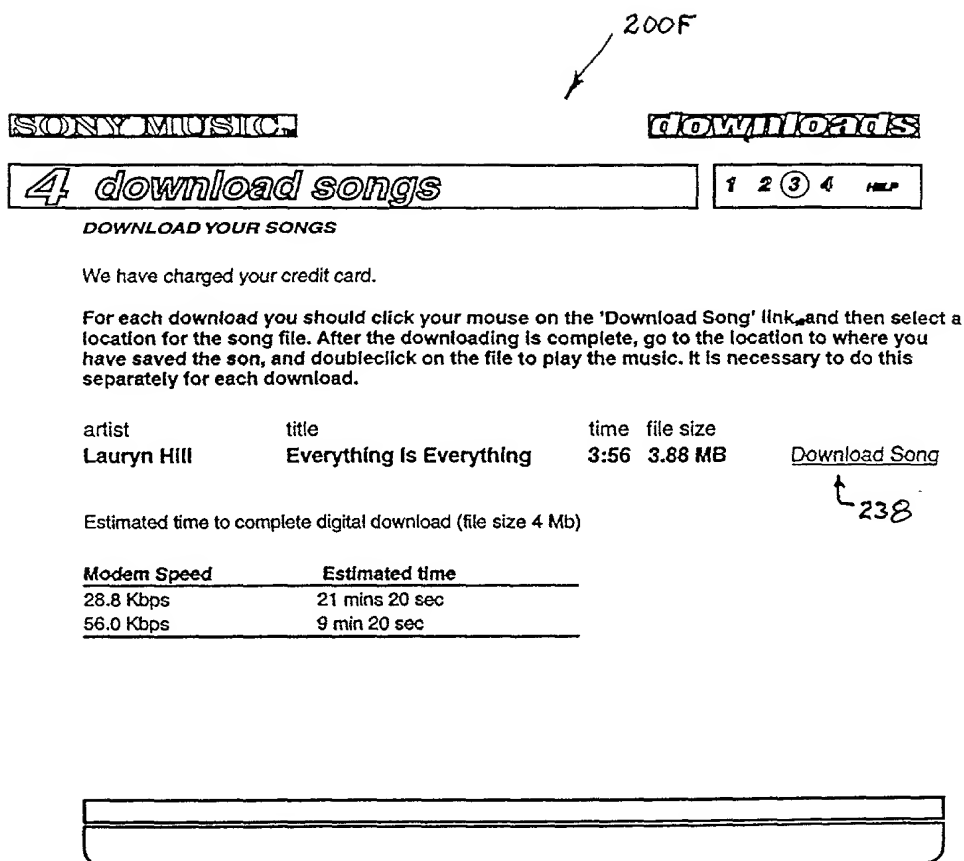 200F
SONY MUSIC
downloads
4 download songs
1 2 3 4 HELP
DOWNLOAD YOUR SONGS
We have charged your credit card.
For each download you should click your mouse on the 'Download Song' link, and then select a
location for the song file. After the downloading is complete, go to the location to where you
have saved the son, and doubleclick on the file to play the music. It is necessary to do this
separately for each download.
artist title time file size
Lauryn Hill Everything Is Everything 3:56 3.88 MB Download Song
238
Estimated time to complete digital download (file size 4 Mb)
Modem Speed Estimated time
28.8 Kbps 21 mins 20 sec
56.0 Kbps 9 min 20 sec